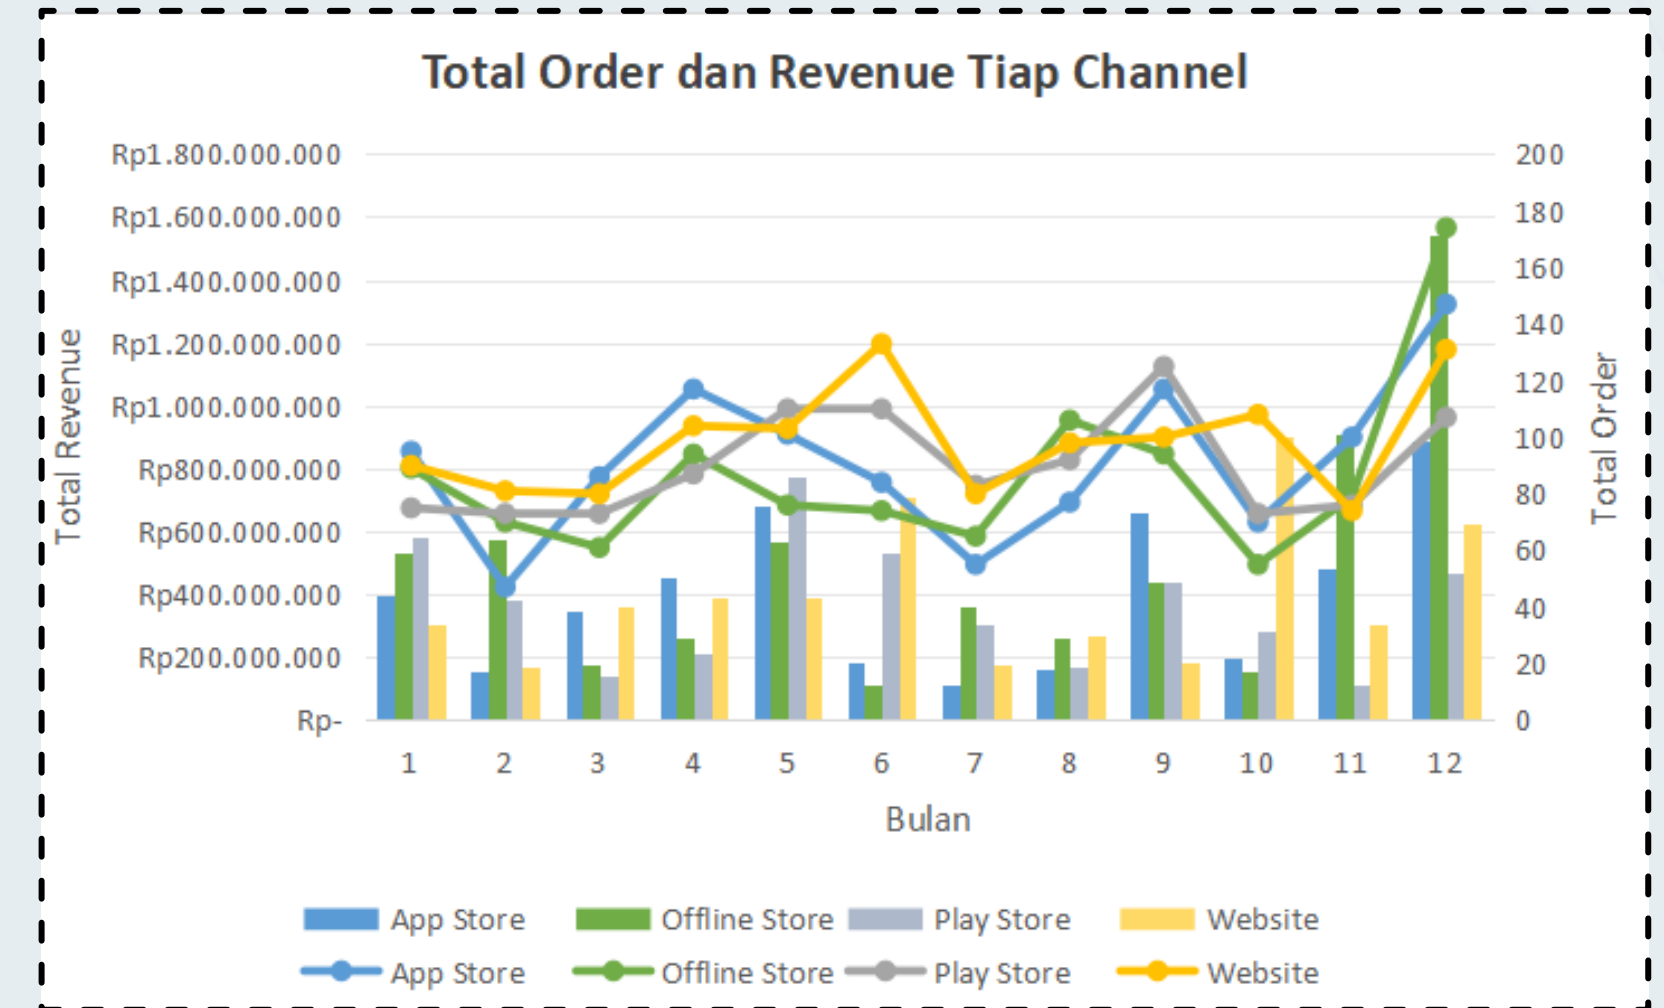 Total Order dan Revenue Tiap Channel
Total Revenue
Rp1.800.000.000
Rp1.600.000.000
Rp1.400.000.000
Rp1.200.000.000
Rp1.000.000.000
Rp800.000.000
Rp600.000.000
Rp400.000.000
Rp200.000.000
Rp-
200
180
160
140
120
100
80
60
40
20
0
Total Order
1 2 3 4 5 6 7 8 9 10 11 12
Bulan
App Store Offline Store Play Store Website
App Store Offline Store Play Store Website